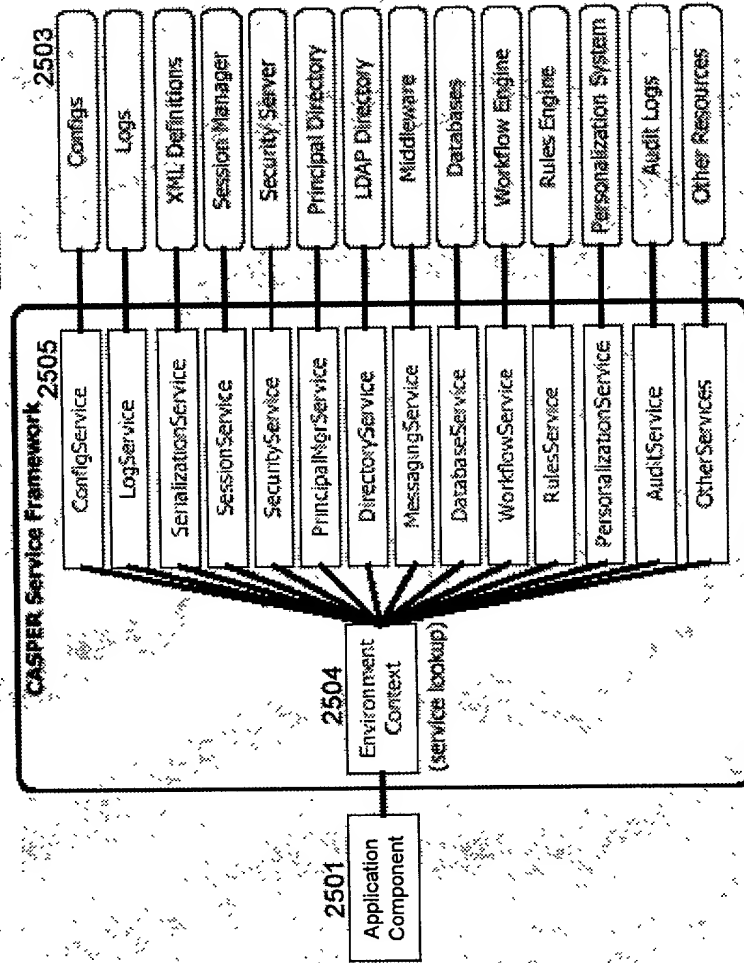 CASPER Service Framework
2501
Application
Component
2504
Environment
Context
(service lookup)
2505
ConfigService
LogService
SerializationService
SessionService
SecurityService
PrincipalMgrService
DirectoryService
MessagingService
DatabaseService
WorkflowService
RulesService
PersonalizationService
AuditService
OtherServices
2503
Configs
Logs
XML Definitions
Session Manager
Security Server
Principal Directory
LDAP Directory
Middleware
Databases
Workflow Engine
Rules Engine
Personalization System
Audit Logs
Other Resources